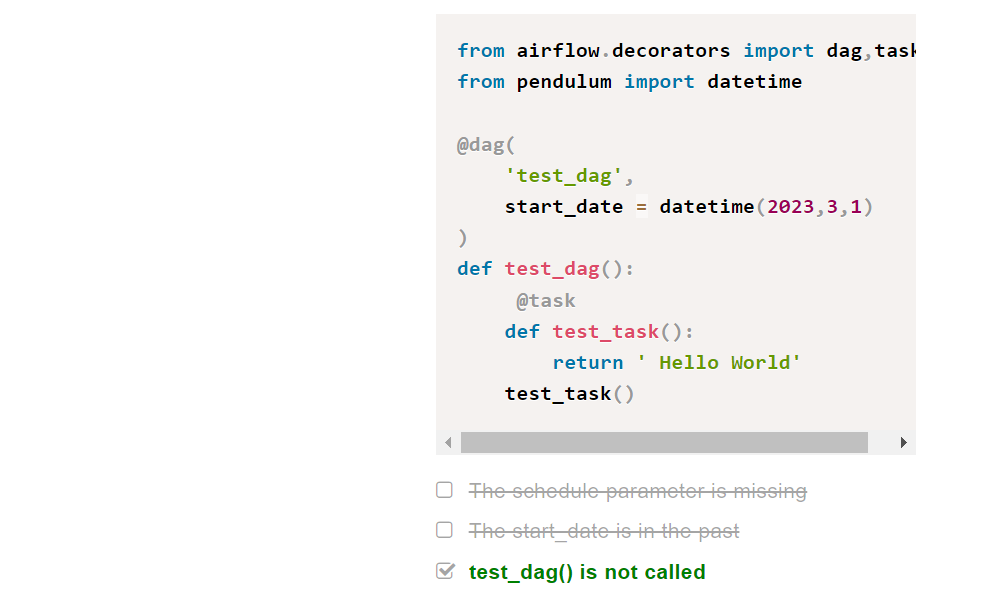 from airflow.decorators import dag,task
from pendulum import datetime
@dag(
    'test_dag',
    start_date = datetime(2023,3,1)
)
def test_dag():
     @task
    def test_task():
        return ' Hello World'
    test_task()
The schedule parameter is missing
The start_date is in the past
test_dag() is not called